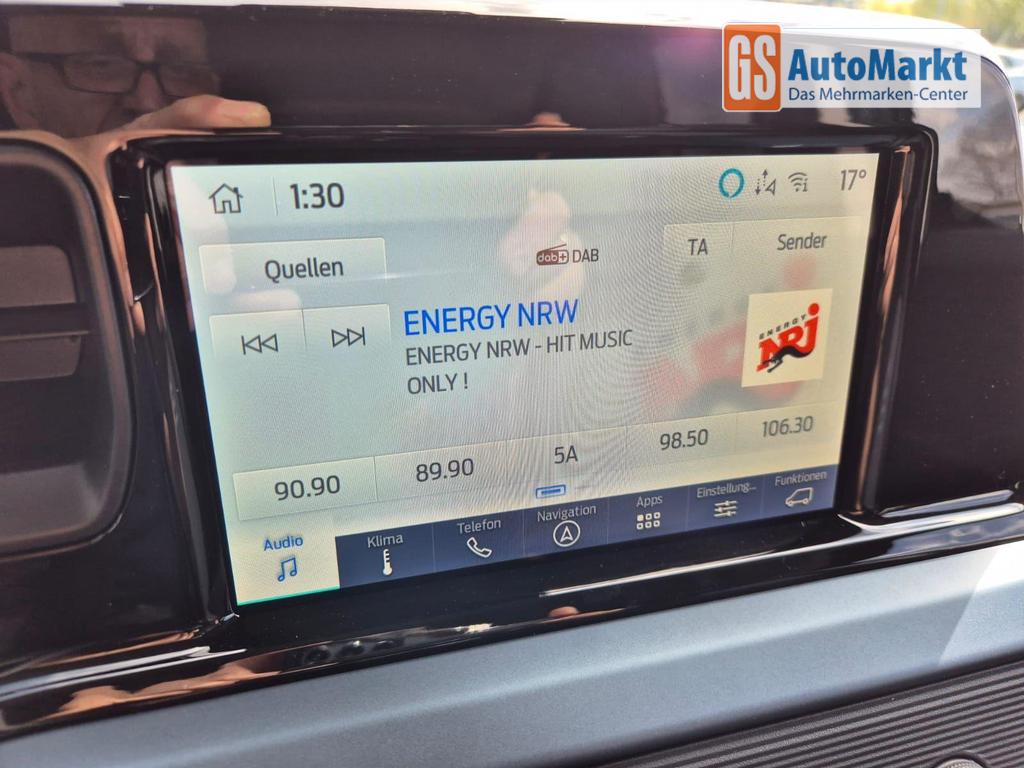 GS AutoMarkt
Das Mehrmarken-Center
1:30
17°
Quellen
dab+ DAB
TA
Sender
ENERGY NRW
ENERGY NRW - HIT MUSIC
ONLY !
ENERGY
NRJ
90.90
89.90
5A
98.50
106.30
Audio
Klima
Telefon
Navigation
Apps
Einstellung...
Funktionen